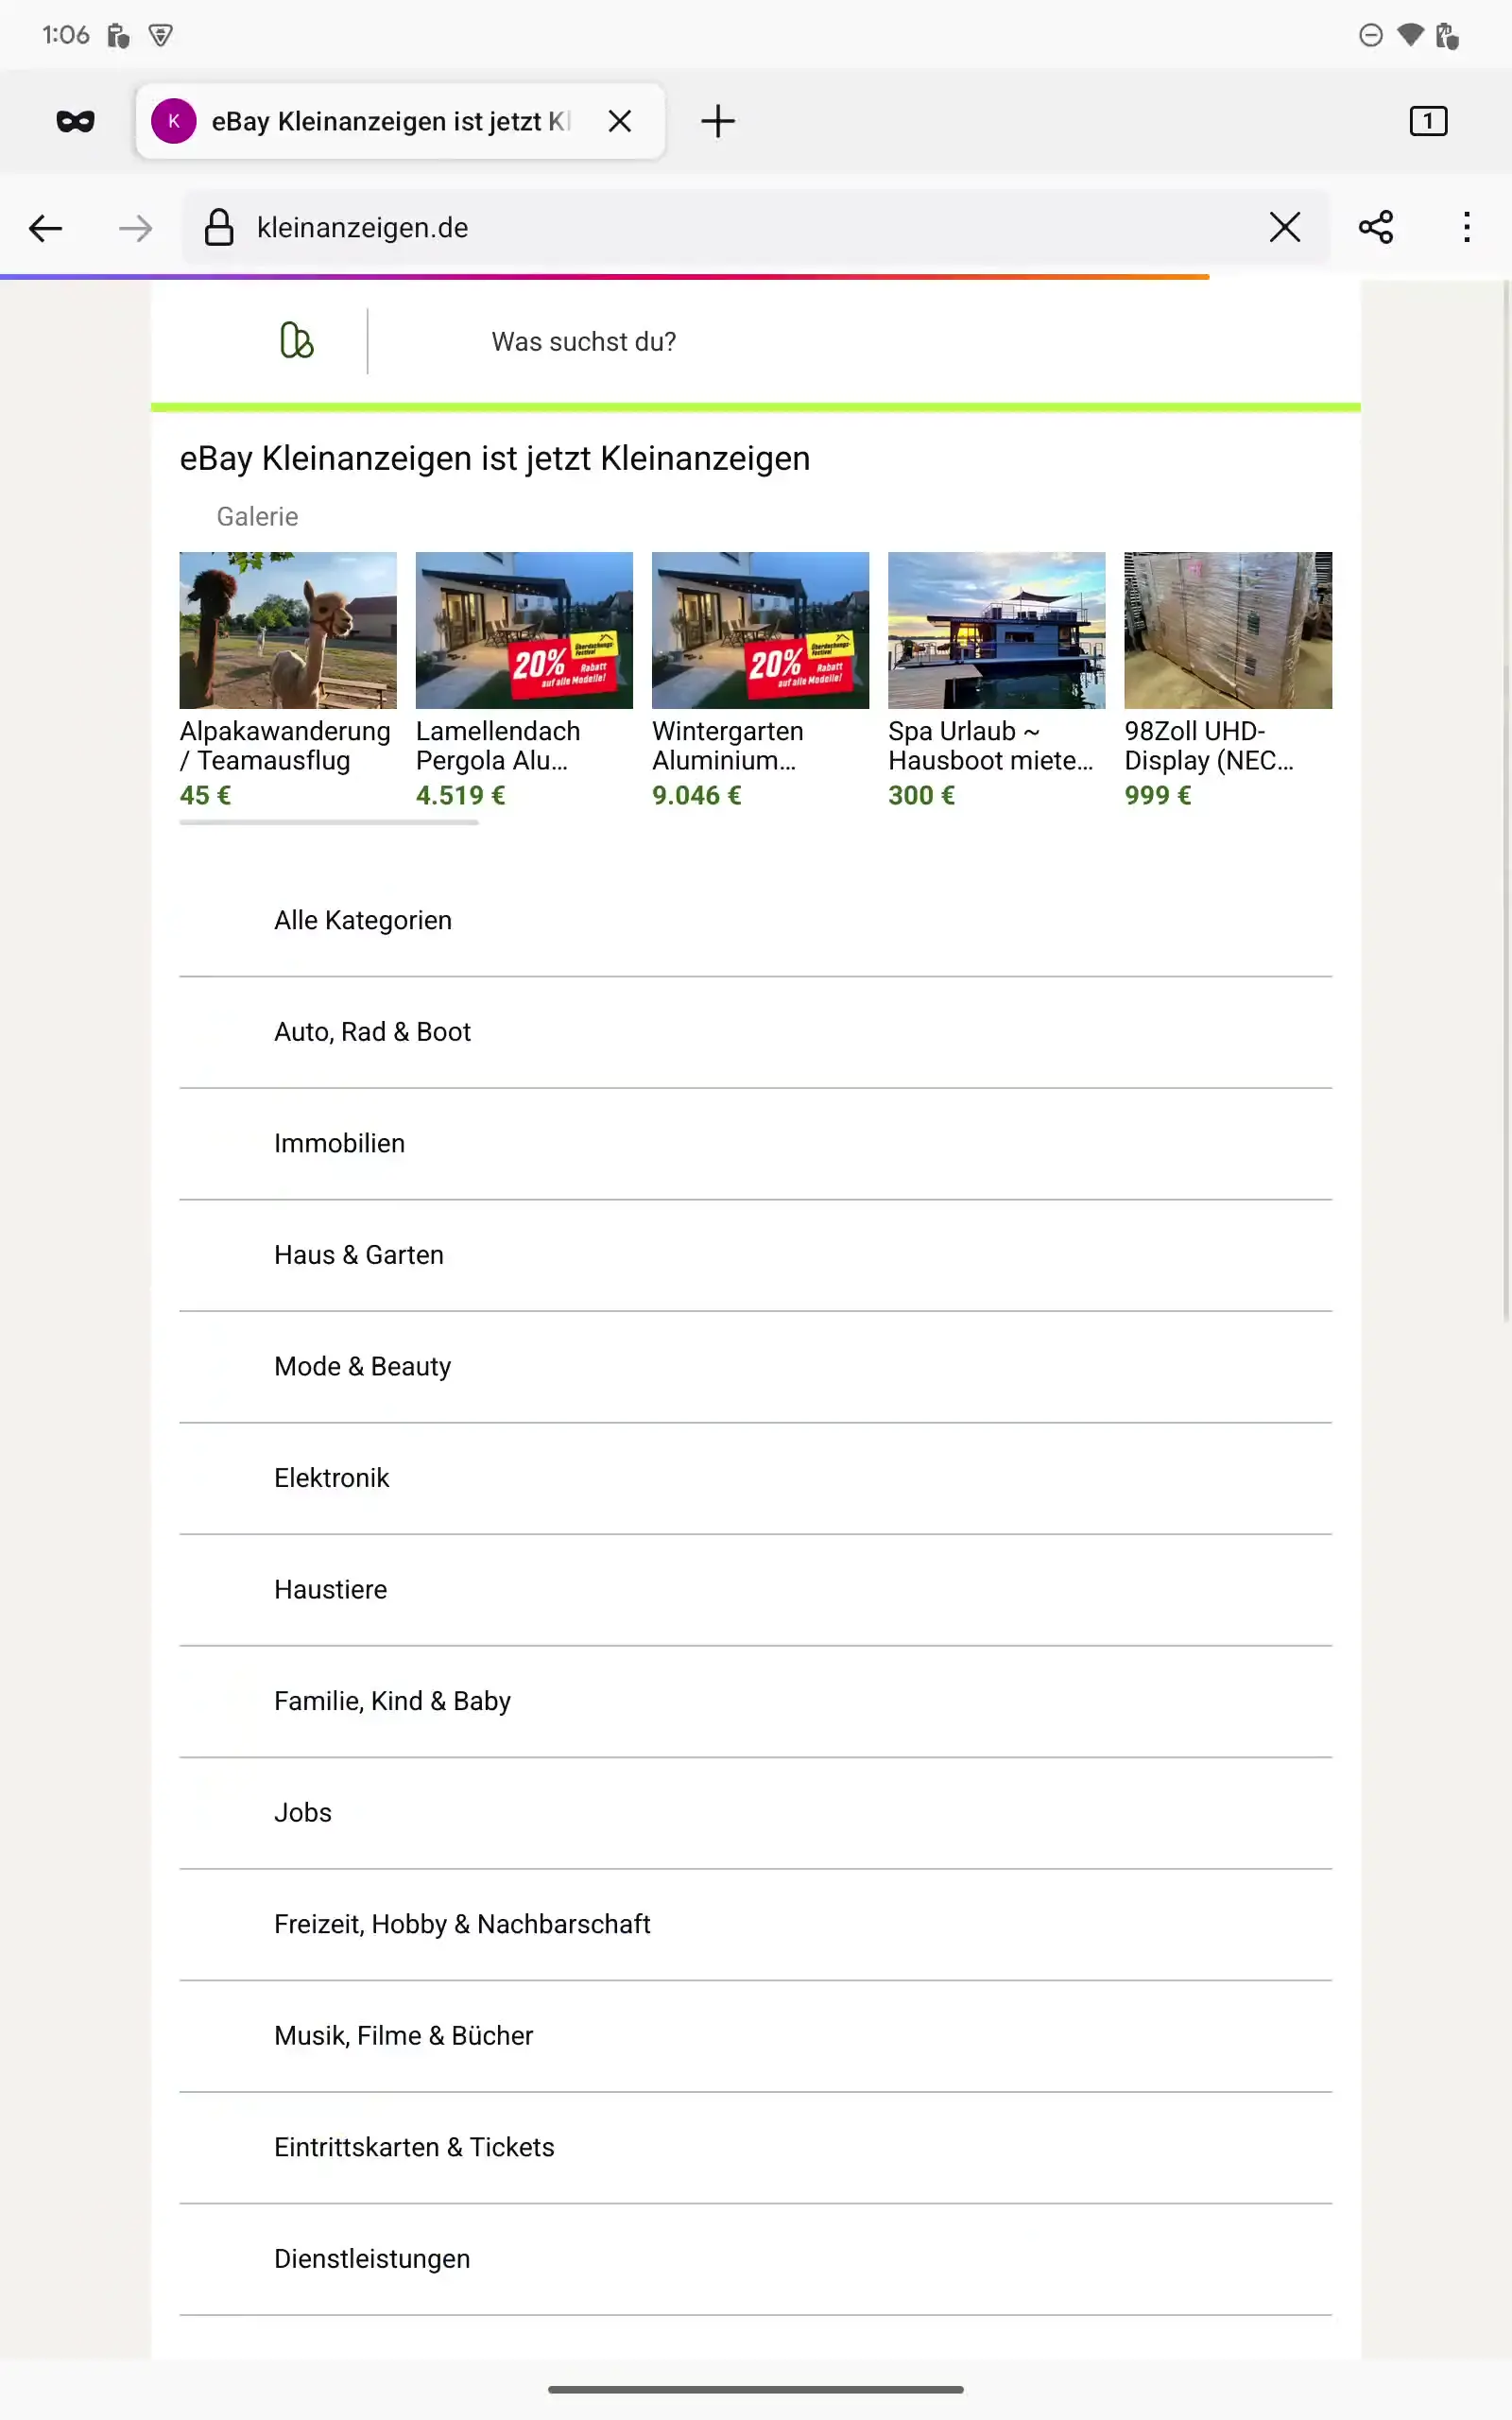 1:06
K
eBay Kleinanzeigen ist jetzt Kl
1
kleinanzeigen.de
Was suchst du?
eBay Kleinanzeigen ist jetzt Kleinanzeigen
Galerie
20%
Überdachungs-
Festival
Rabatt
auf alle Modelle!
20%
Überdachungs-
Festival
Rabatt
auf alle Modelle!
Alpakawanderung
/ Teamausflug
45 €
Lamellendach
Pergola Alu...
4.519 €
Wintergarten
Aluminium...
9.046 €
Spa Urlaub ~
Hausboot miete...
300 €
98Zoll UHD-
Display (NEC...
999 €
Alle Kategorien
Auto, Rad & Boot
Immobilien
Haus & Garten
Mode & Beauty
Elektronik
Haustiere
Familie, Kind & Baby
Jobs
Freizeit, Hobby & Nachbarschaft
Musik, Filme & Bücher
Eintrittskarten & Tickets
Dienstleistungen